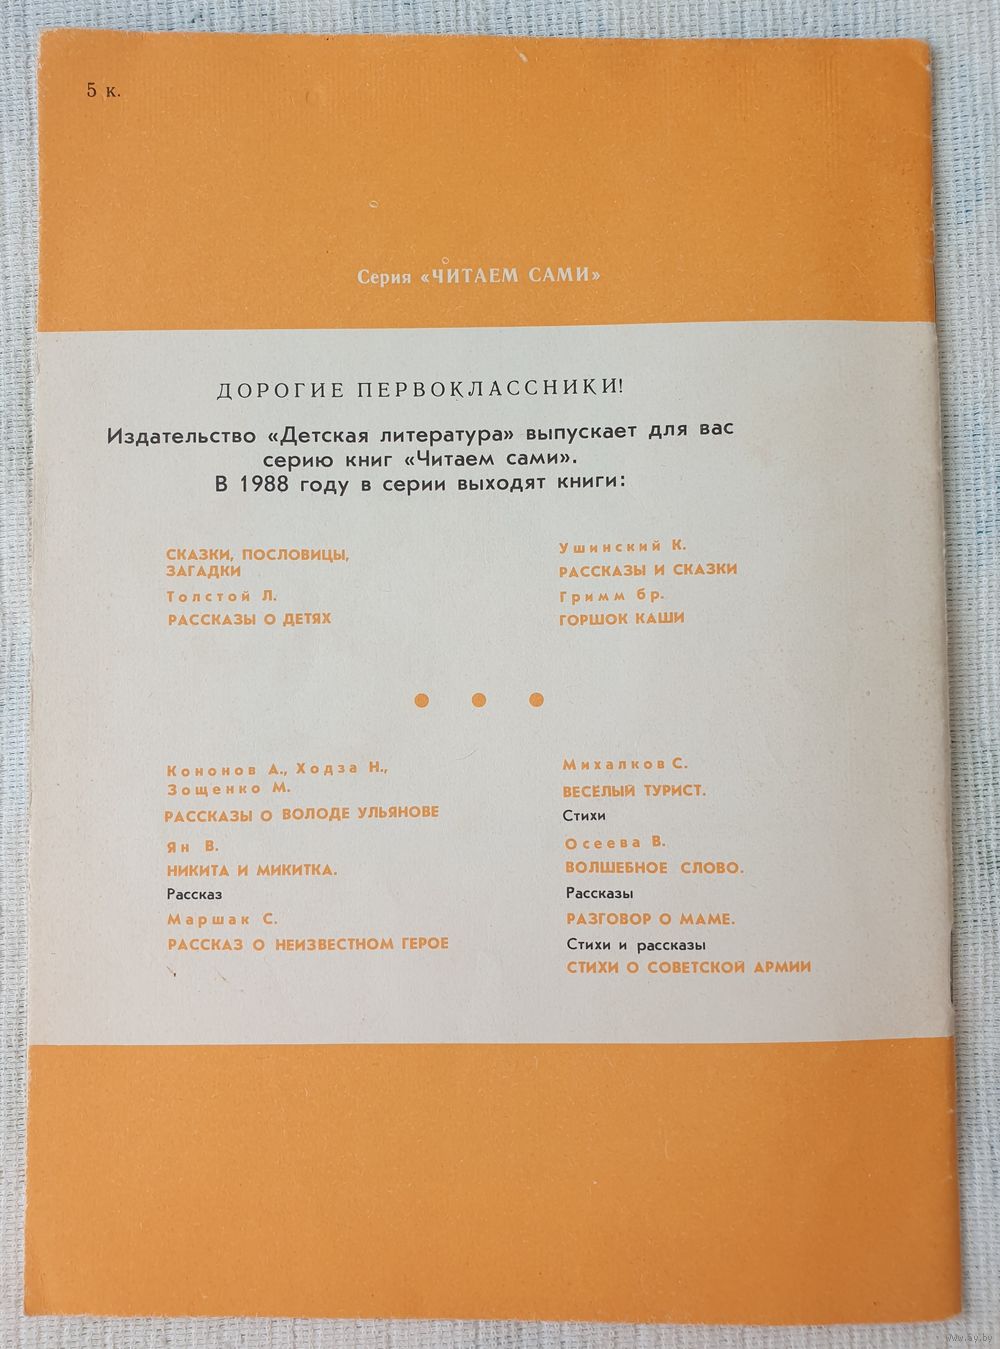 5 к.
Серия «ЧИТАЕМ САМИ»
ДОРОГИЕ ПЕРВОКЛАССНИКИ!
Издательство «Детская литература» выпускает для вас
серию книг «Читаем сами».
В 1988 году в серии выходят книги:
СКАЗКИ, ПОСЛОВИЦЫ,
ЗАГАДКИ
Толстой Л.
РАССКАЗЫ О ДЕТЯХ
Ушинский К.
РАССКАЗЫ И СКАЗКИ
Гримм бр.
ГОРШОК КАШИ
Кононов А., Ходза Н.,
Зощенко М.
РАССКАЗЫ О ВОЛОДЕ УЛЬЯНОВЕ
Ян В.
НИКИТА И МИКИТКА.
Рассказ
Маршак С.
РАССКАЗ О НЕИЗВЕСТНОМ ГЕРОЕ
Михалков С.
ВЕСЕЛЫЙ ТУРИСТ.
Стихи
Осеева В.
ВОЛШЕБНОЕ СЛОВО.
Рассказы
РАЗГОВОР О МАМЕ.
Стихи и рассказы
СТИХИ О СОВЕТСКОЙ АРМИИ
www.ay.by